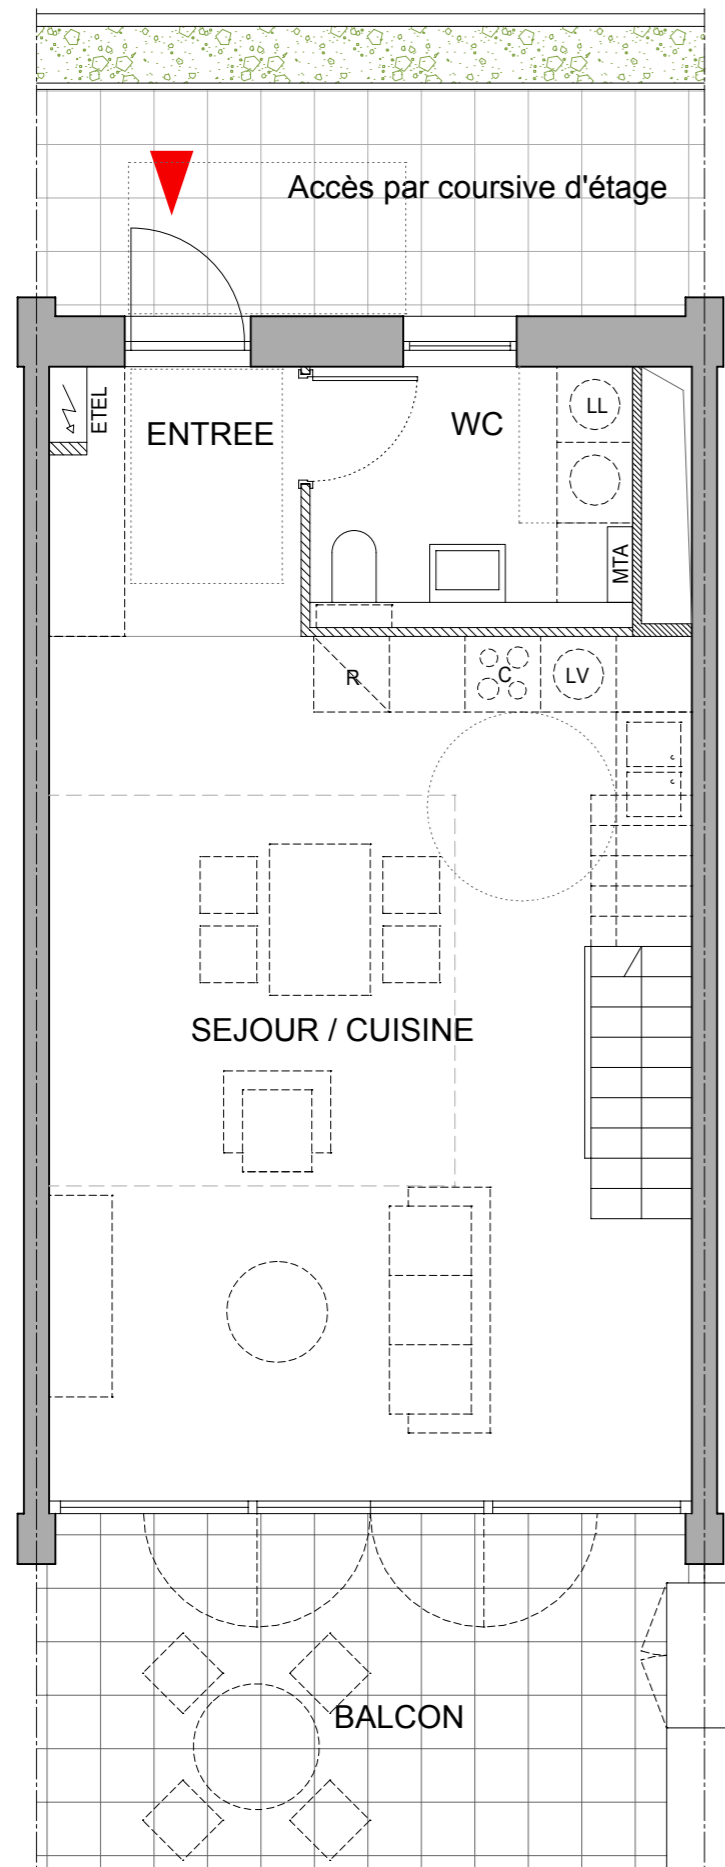 Accès par coursive d'étage
ETEL
ENTREE
WC
LL
MTA
R
C
LV
SEJOUR / CUISINE
BALCON